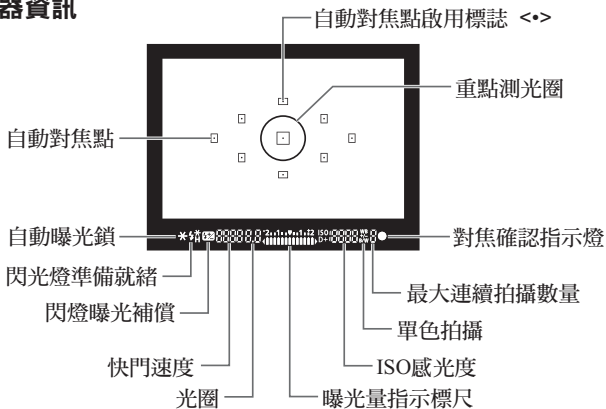 器資訊
自動對焦點啟用標誌 <•>
重點測光圈
自動對焦點
自動曝光鎖
對焦確認指示燈
閃光燈準備就緒
最大連續拍攝數量
閃燈曝光補償
單色拍攝
快門速度
ISO感光度
光圈
曝光量指示標尺